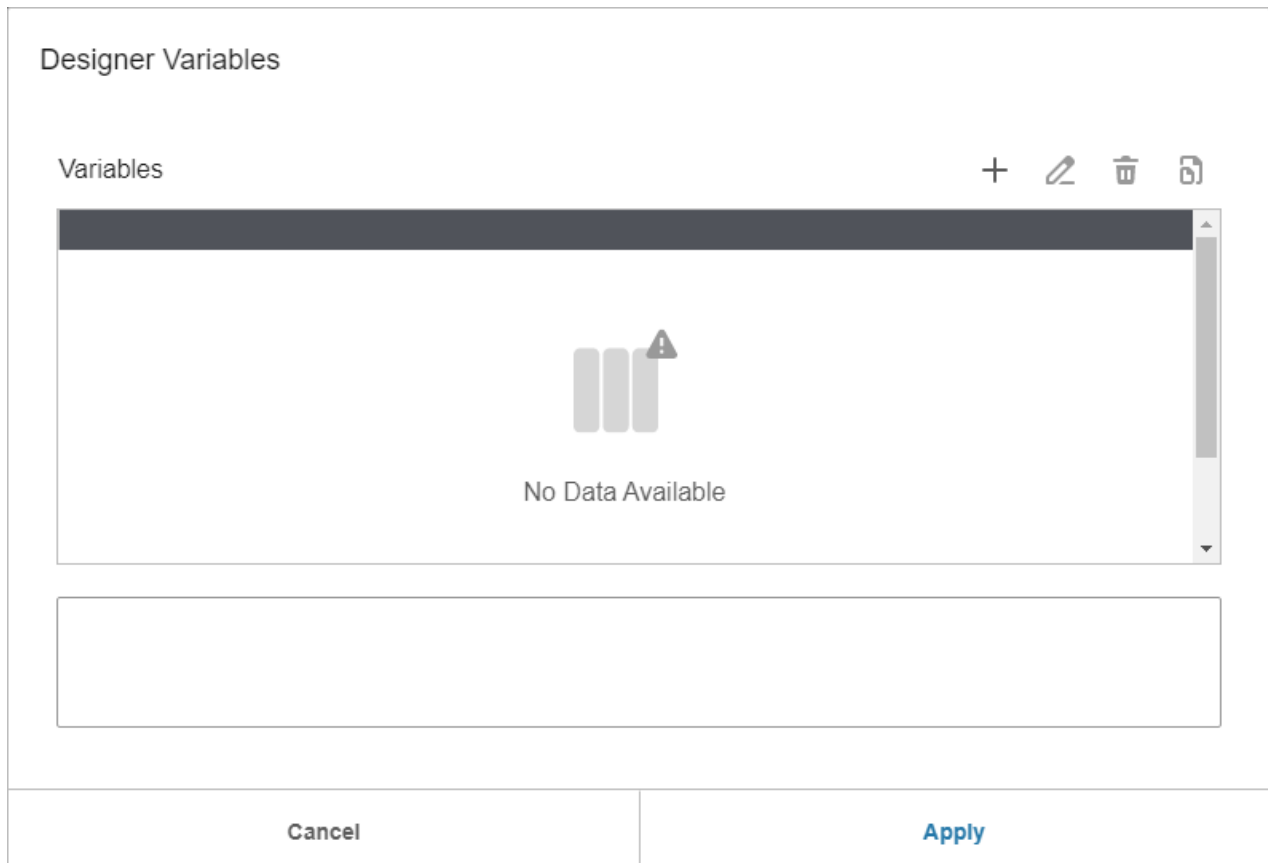 Designer Variables
Variables
No Data Available
Cancel
Apply